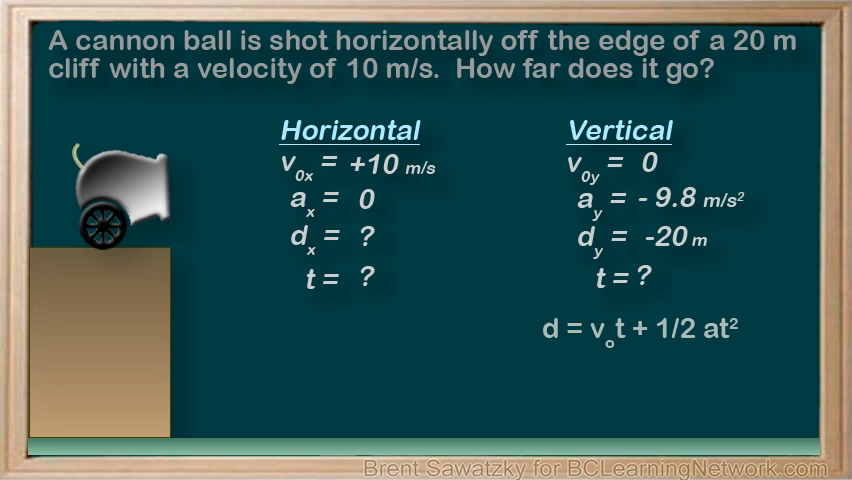 A cannon ball is shot horizontally off the edge of a 20 m
cliff with a velocity of 10 m/s. How far does it go?
Horizontal
v0x = +10 m/s
ax = 0
dx = ?
t = ?
Vertical
v0y = 0
ay = - 9.8 m/s²
dy = -20 m
t = ?
d = vot + 1/2 at²
Brent Sawatzky for BCLearningNetwork.com